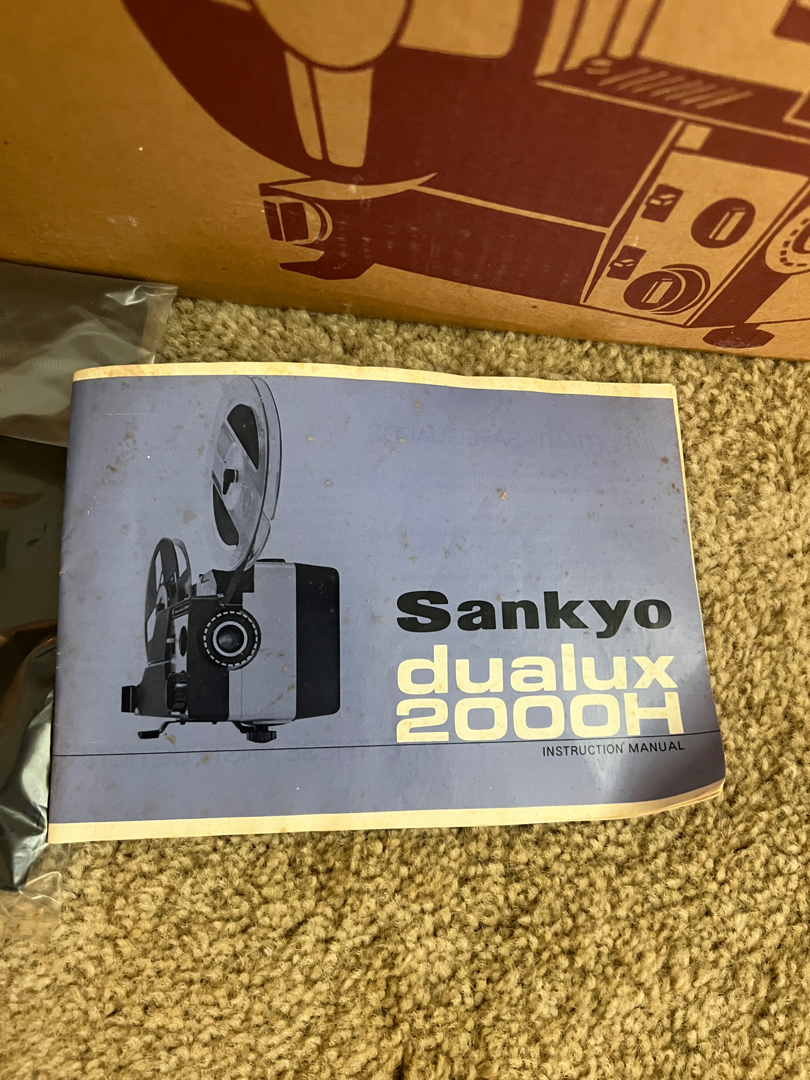 Sankyo
dualux
2000H
INSTRUCTION MANUAL